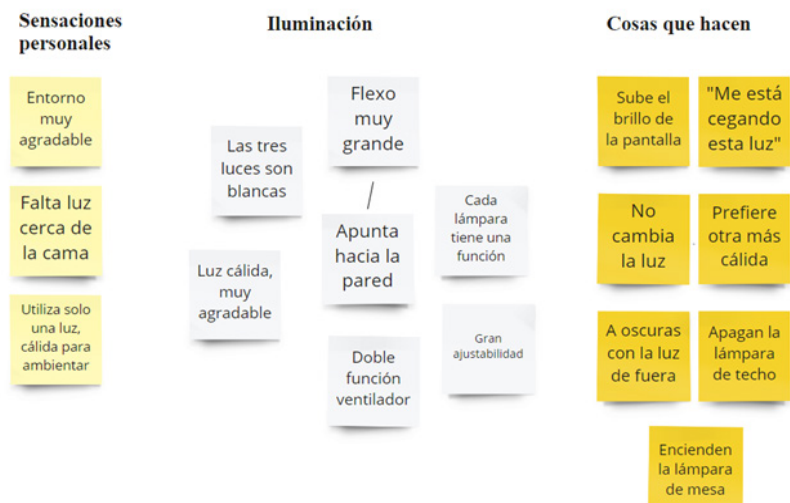 Sensaciones
personales
Entorno
muy
agradable
Falta luz
cerca de
la cama
Utiliza solo
una luz,
cálida para
ambientar
Iluminación
Flexo
muy
grande
Las tres
luces son
blancas
Cada
lámpara
tiene una
función
Apunta
hacia la
pared
Luz cálida,
muy
agradable
Gran
ajustabilidad
Doble
función
ventilador
Cosas que hacen
Sube el
brillo de
la pantalla
"Me está
cegando
esta luz"
No
cambia
la luz
Prefiere
otra más
cálida
A oscuras
con la luz
de fuera
Apagan la
lámpara
de techo
Encienden
la lámpara
de mesa